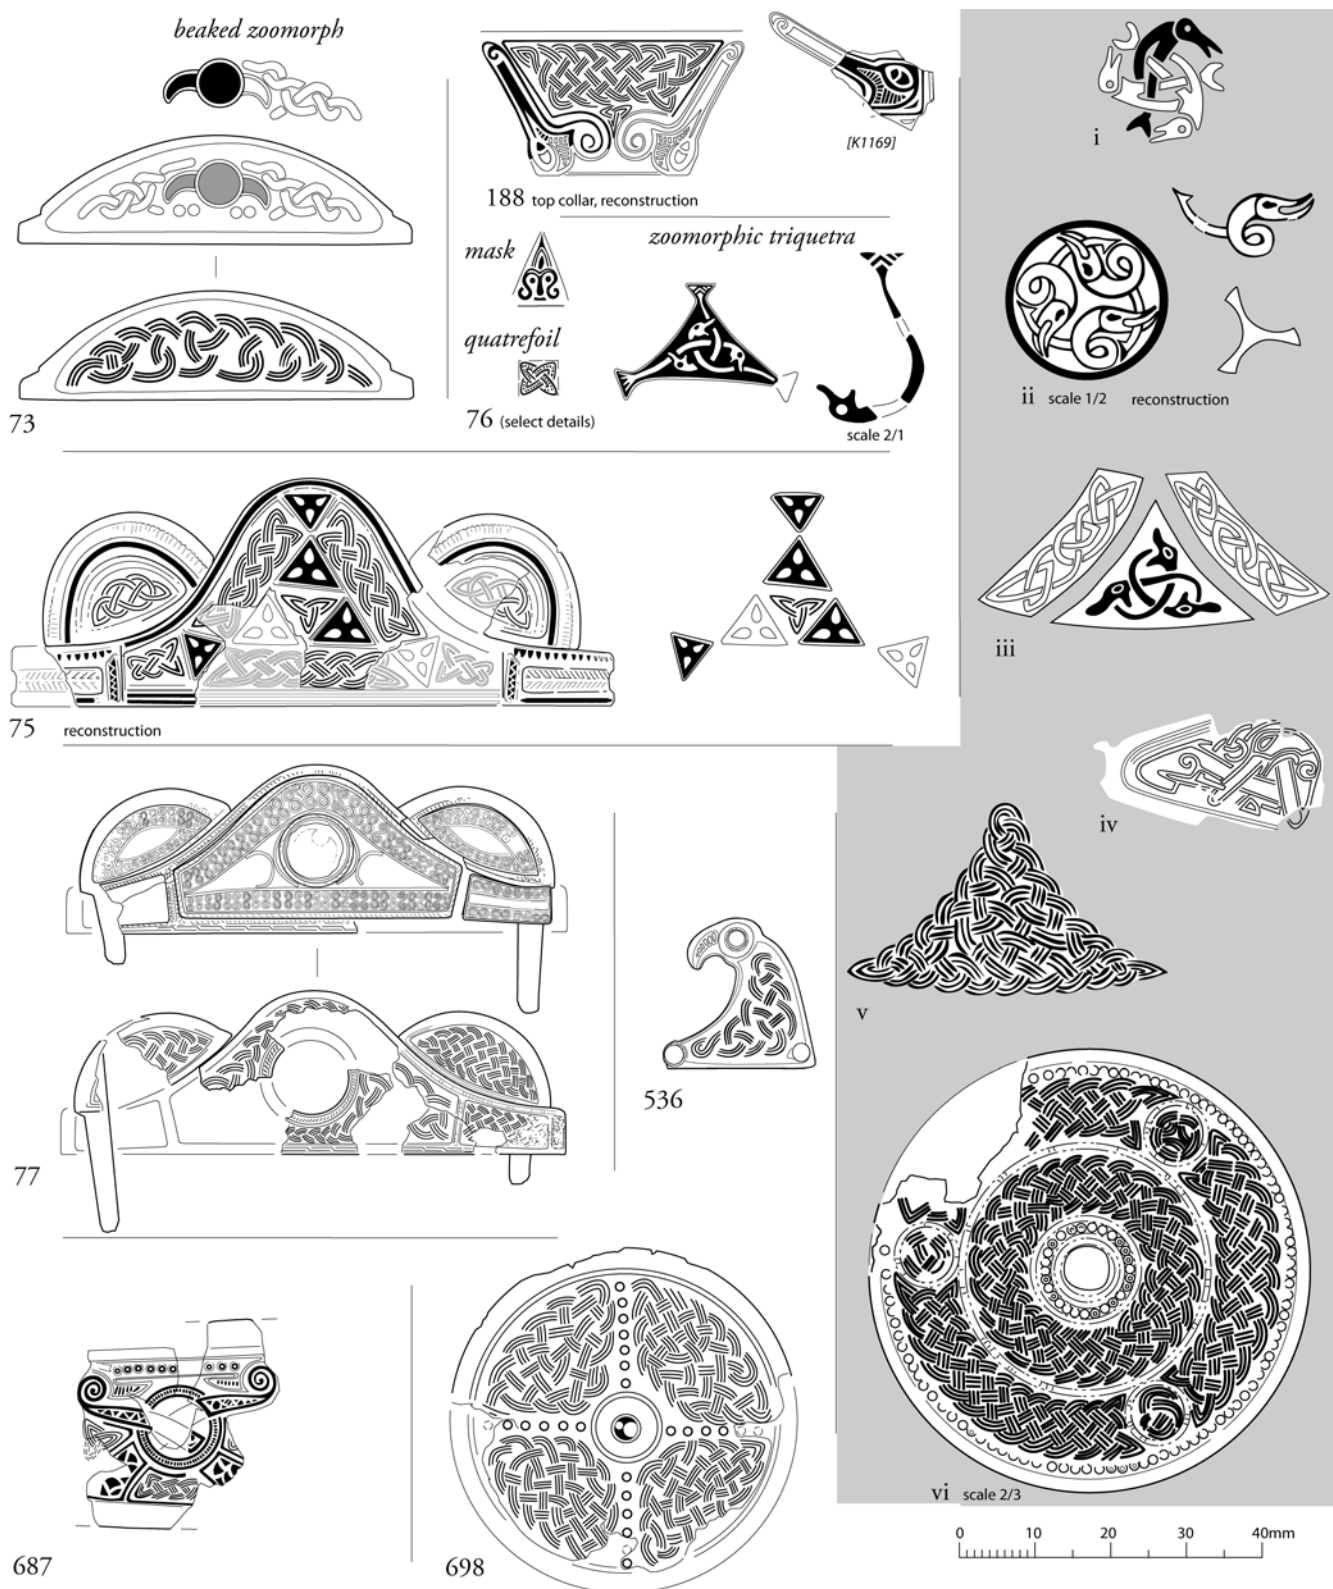 beaked zoomorph
73
188 top collar, reconstruction
[K1169]
mask
quatrefoil
76 (select details)
zoomorphic triquetra
scale 2/1
i
ii scale 1/2 reconstruction
iii
75 reconstruction
iv
77
536
v
687
698
vi scale 2/3
0 10 20 30 40mm